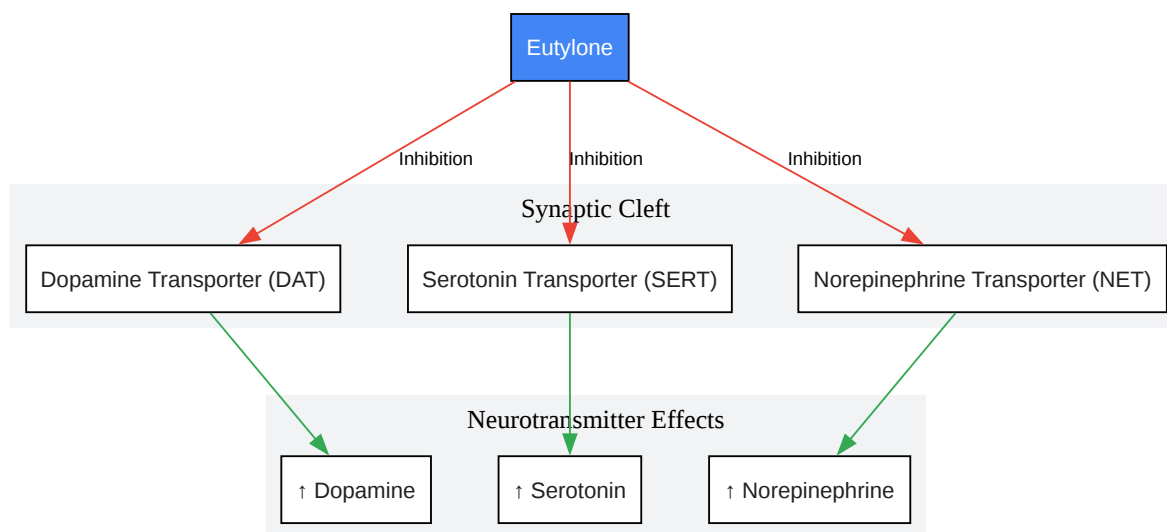 Eutylone
Inhibition Inhibition Inhibition
Synaptic Cleft
Dopamine Transporter (DAT) Serotonin Transporter (SERT) Norepinephrine Transporter (NET)
Neurotransmitter Effects
↑ Dopamine ↑ Serotonin ↑ Norepinephrine